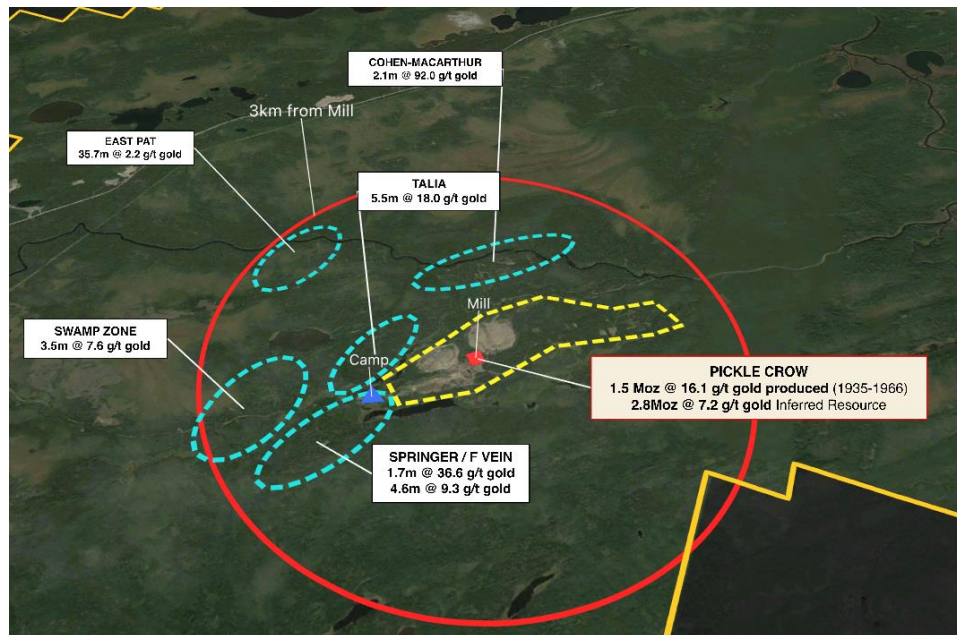 COHEN-MACARTHUR
2.1m @ 92.0 g/t gold
3km from Mill
EAST PAT
35.7m @ 2.2 g/t gold
TALIA
5.5m @ 18.0 g/t gold
Mill
SWAMP ZONE
3.5m @ 7.6 g/t gold
Camp
PICKLE CROW
1.5 Moz @ 16.1 g/t gold produced (1935-1966)
2.8Moz @ 7.2 g/t gold Inferred Resource
SPRINGER / F VEIN
1.7m @ 36.6 g/t gold
4.6m @ 9.3 g/t gold